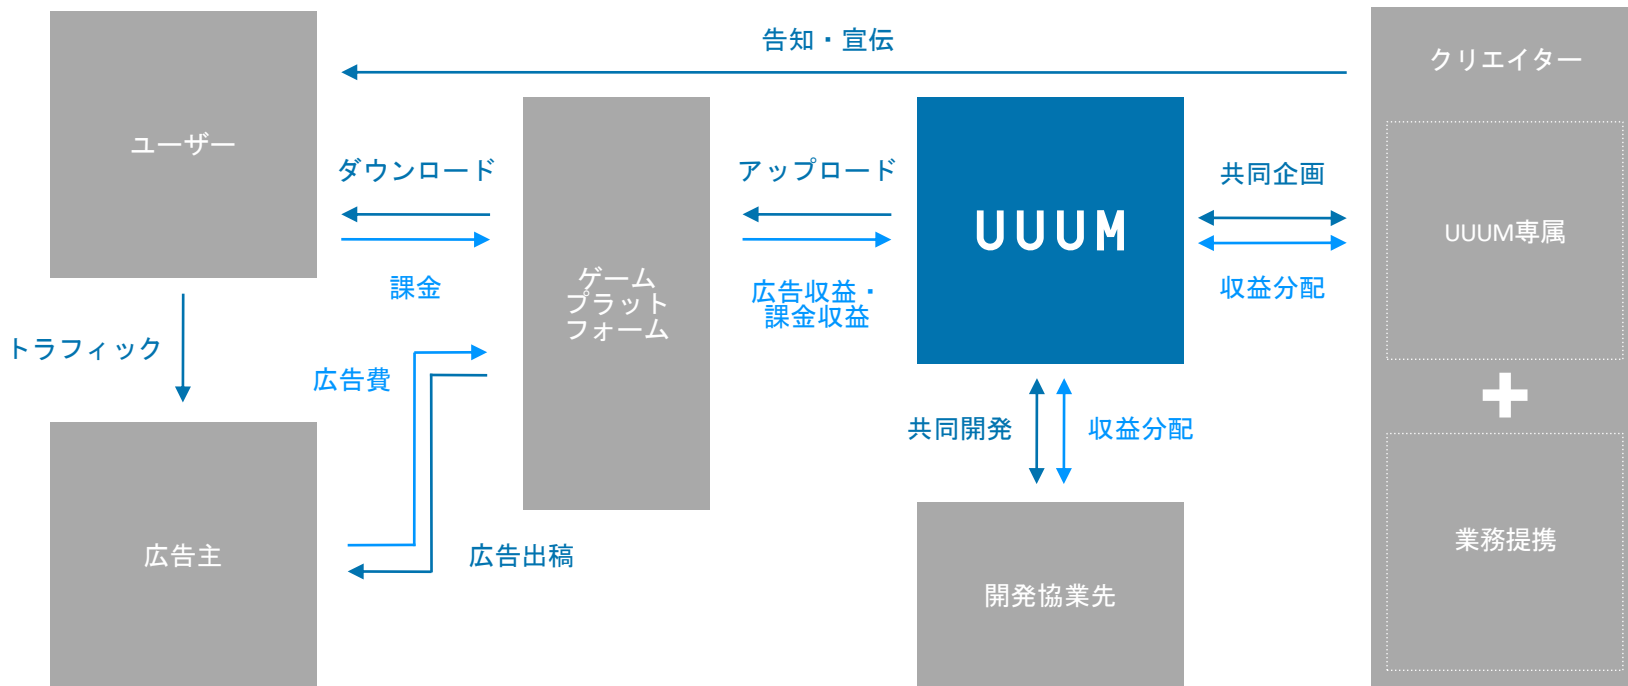 告知・宣伝
クリエイター
ユーザー
ダウンロード
アップロード
共同企画
UUUM
UUUM専属
課金
ゲーム
プラット
フォーム
広告収益・
課金収益
収益分配
トラフィック
広告費
共同開発
収益分配
広告主
広告出稿
業務提携
開発協業先